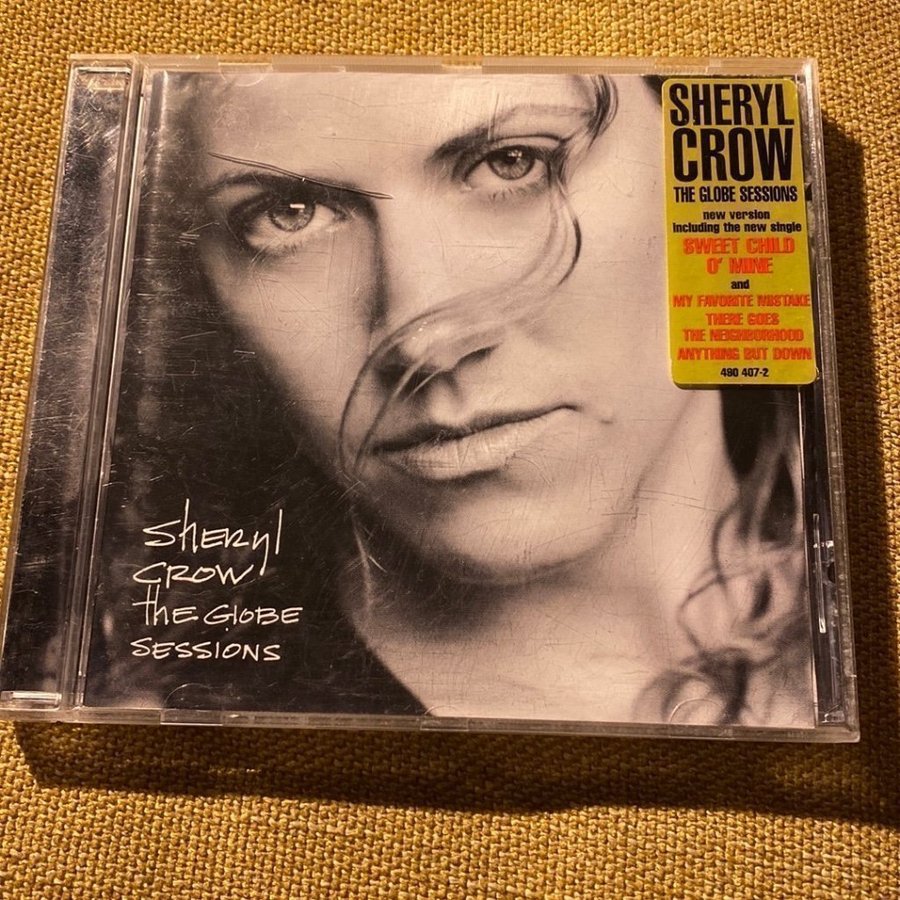 SHERYL
CROW
THE GLOBE SESSIONS
new version
including the new single
SWEET CHILD
O' MINE
and
MY FAVORITE MISTAKE
THERE GOES
THE NEIGHBORHOOD
ANYTHING BUT DOWN
490 407-2
SHERYL
CROW
THE GLOBE
SESSIONS